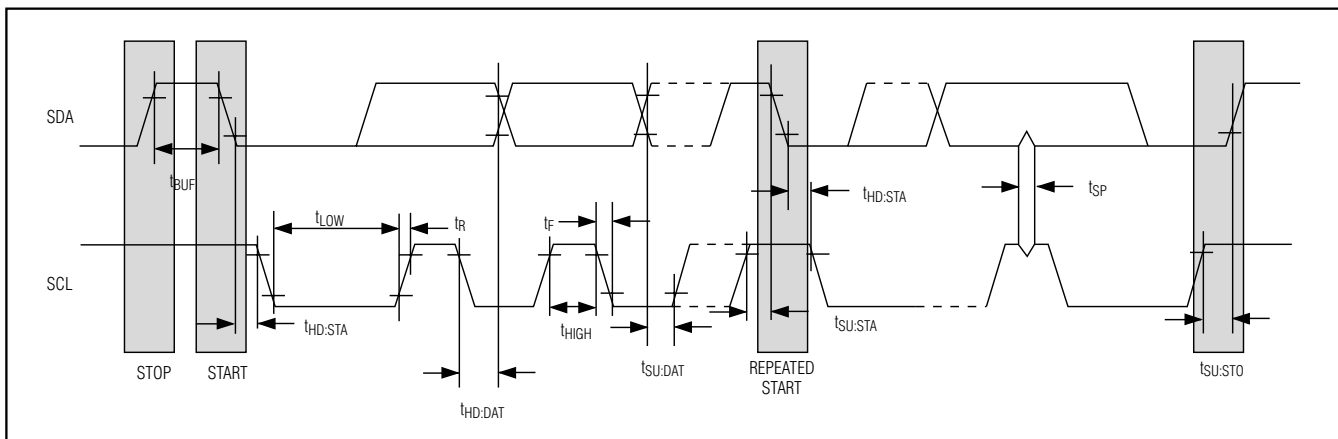 SDA
tBUF
tHD:STA
tSP
tLOW
tR
tF
SCL
tHD:STA
tHIGH
tSU:STA
tSU:DAT
tSU:STO
STOP
START
REPEATED
START
tHD:DAT